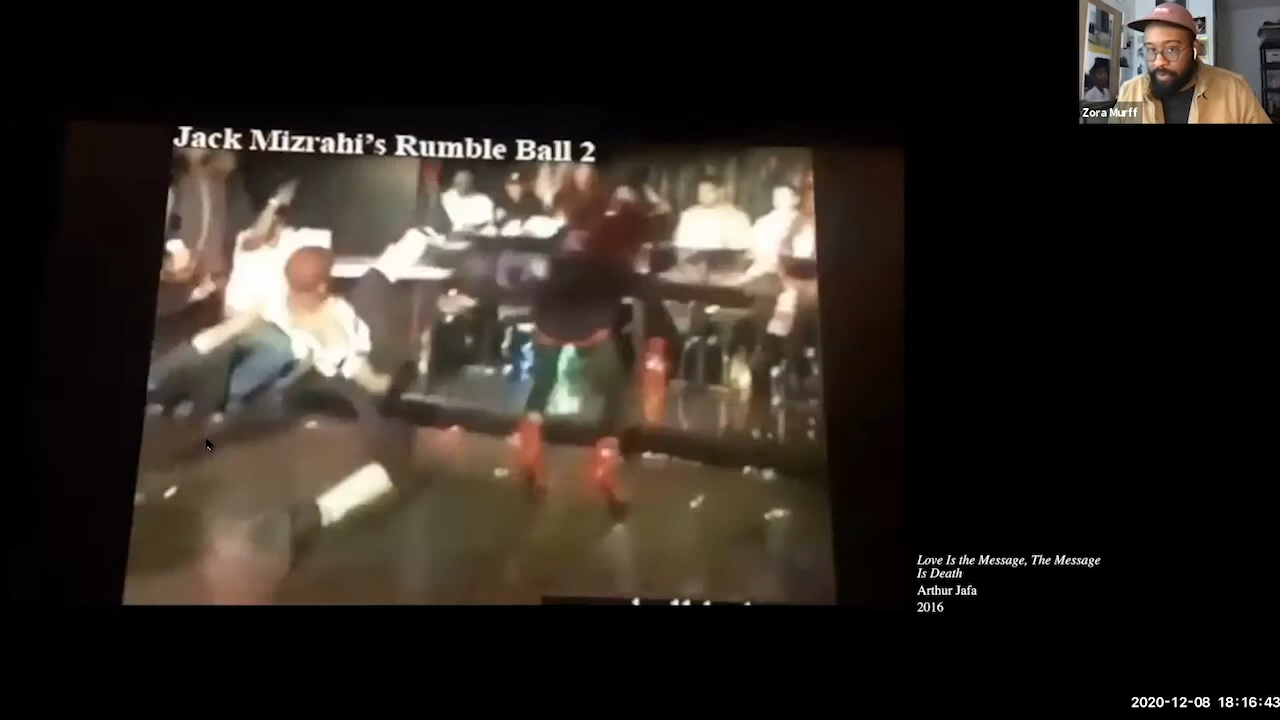 Zora Murff
Jack Mizrahi's Rumble Ball 2
Love Is the Message, The Message
Is Death
Arthur Jafa
2016
2020-12-08 18:16:43